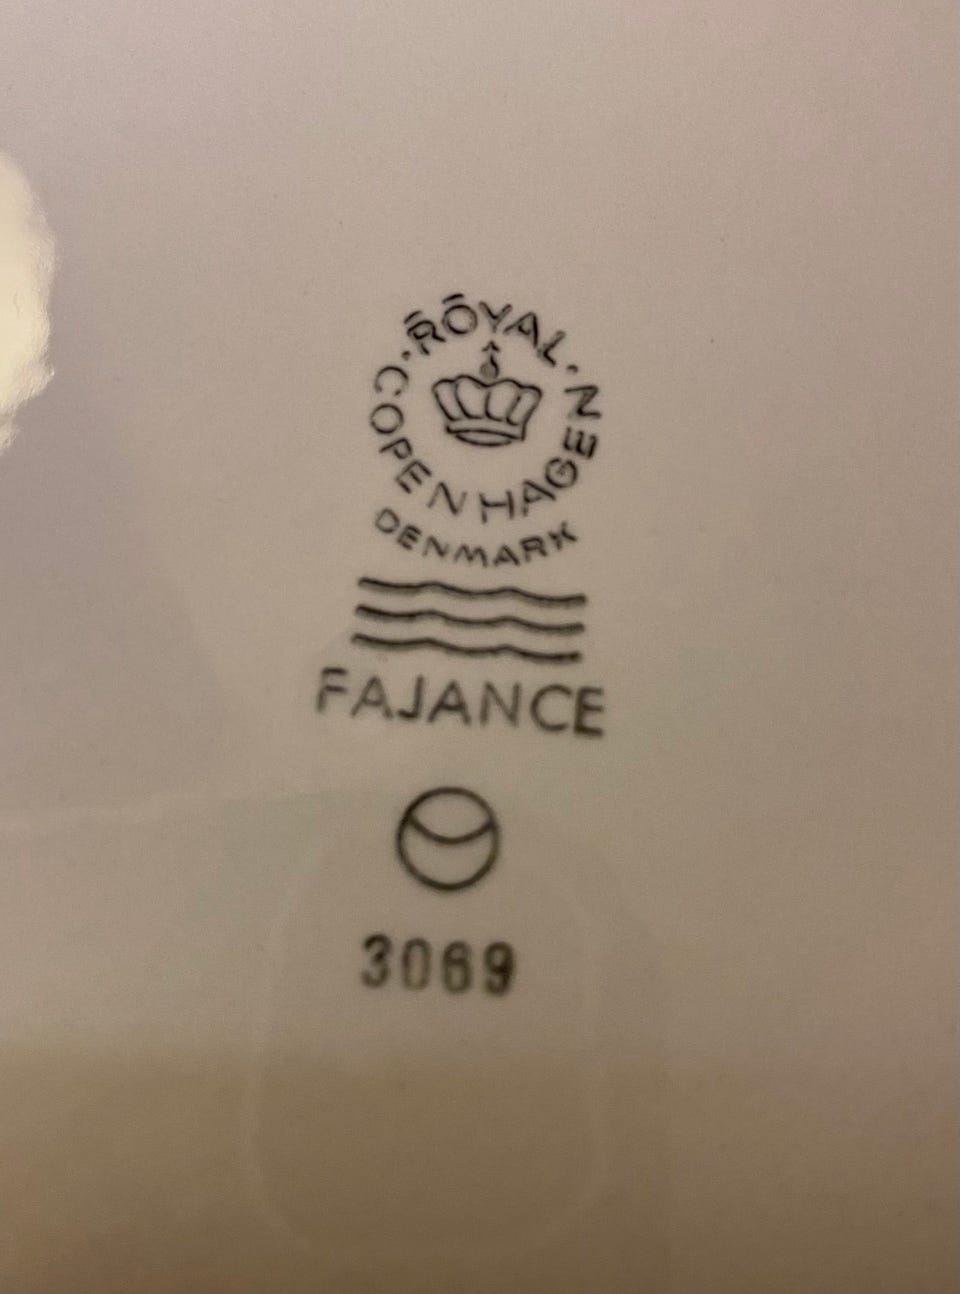 ROYAL
COPENHAGEN
DENMARK
FAJANCE
3069